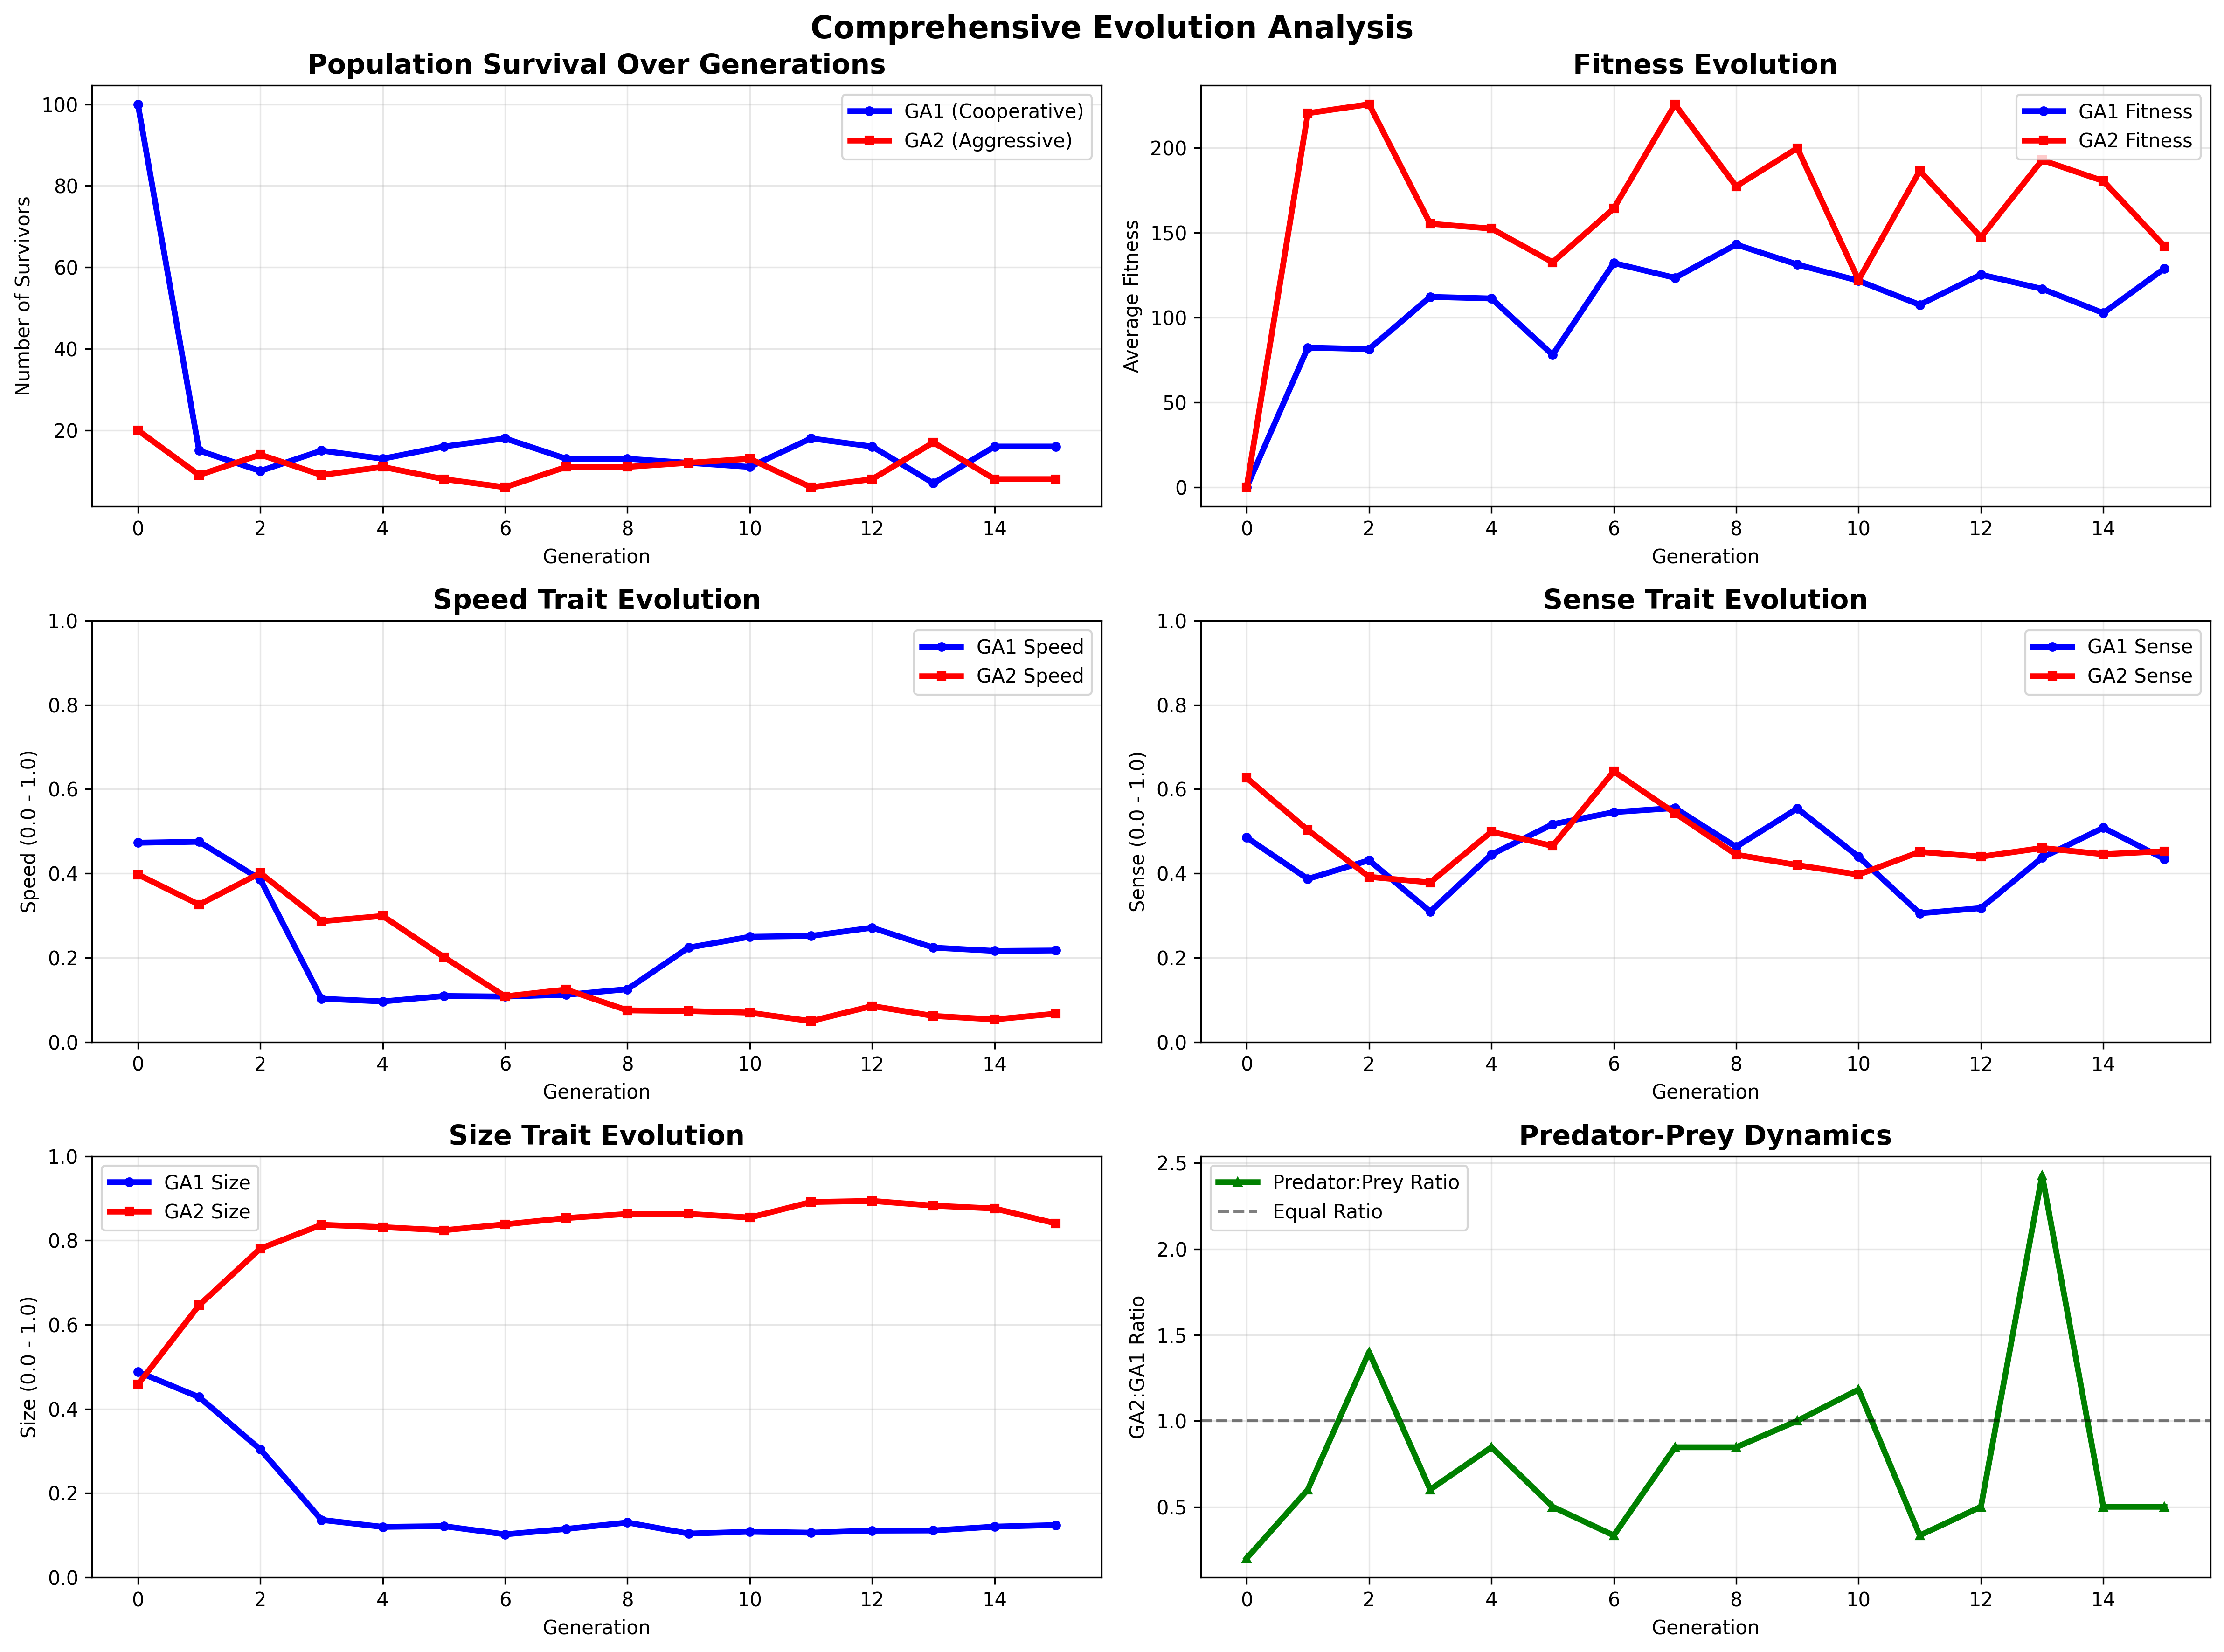 Comprehensive Evolution Analysis
Population Survival Over Generations
Number of Survivors
100
80
60
40
20
GA1 (Cooperative)
GA2 (Aggressive)
0 2 4 6 8 10 12 14
Generation
Fitness Evolution
Average Fitness
200
150
100
50
0
GA1 Fitness
GA2 Fitness
0 2 4 6 8 10 12 14
Generation
Speed Trait Evolution
Speed (0.0 - 1.0)
1.0
0.8
0.6
0.4
0.2
0.0
GA1 Speed
GA2 Speed
0 2 4 6 8 10 12 14
Generation
Sense Trait Evolution
Sense (0.0 - 1.0)
1.0
0.8
0.6
0.4
0.2
0.0
GA1 Sense
GA2 Sense
0 2 4 6 8 10 12 14
Generation
Size Trait Evolution
Size (0.0 - 1.0)
1.0
0.8
0.6
0.4
0.2
0.0
GA1 Size
GA2 Size
0 2 4 6 8 10 12 14
Generation
Predator-Prey Dynamics
GA2:GA1 Ratio
2.5
2.0
1.5
1.0
0.5
Predator:Prey Ratio
Equal Ratio
0 2 4 6 8 10 12 14
Generation